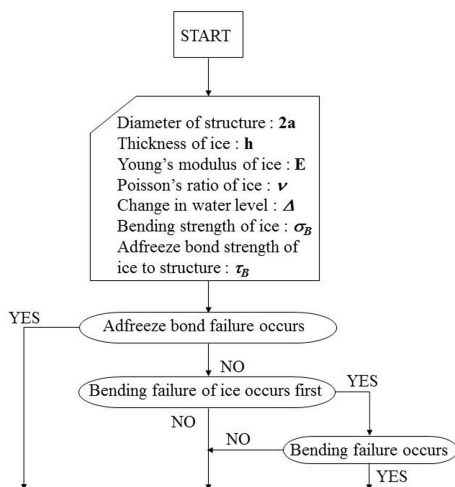 START
Diameter of structure : 2a
Thickness of ice : h
Young's modulus of ice : E
Poisson's ratio of ice : ν
Change in water level : Δ
Bending strength of ice : σB
Adfreeze bond strength of
ice to structure : τB
YES
Adfreeze bond failure occurs
NO
Bending failure of ice occurs first
YES
NO
NO
Bending failure occurs
YES